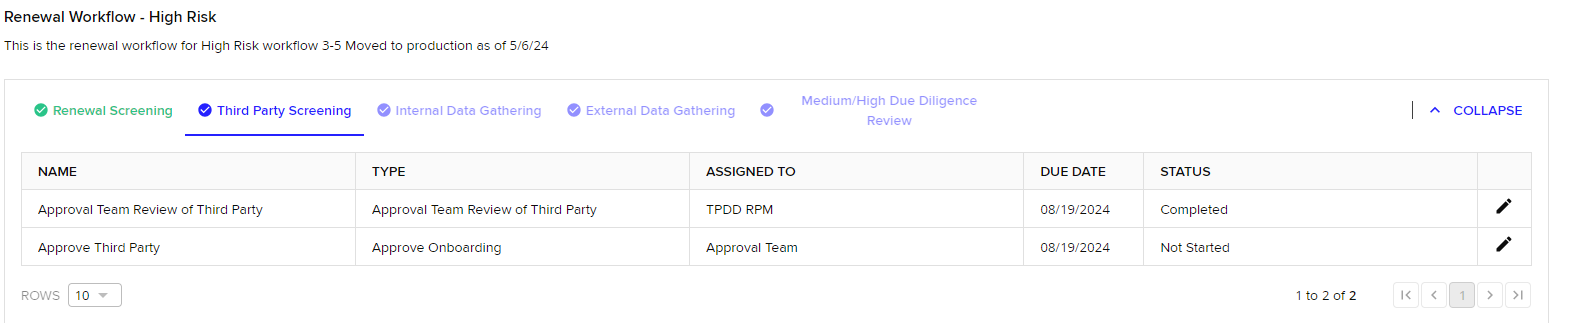 Renewal Workflow - High Risk
This is the renewal workflow for High Risk workflow 3-5 Moved to production as of 5/6/24
Renewal Screening Third Party Screening Internal Data Gathering External Data Gathering Medium/High Due Diligence
Review
COLLAPSE
NAME TYPE ASSIGNED TO DUE DATE STATUS
Approval Team Review of Third Party Approval Team Review of Third Party TPDD RPM 08/19/2024 Completed
Approve Third Party Approve Onboarding Approval Team 08/19/2024 Not Started
ROWS 10 1 to 2 of 2 1